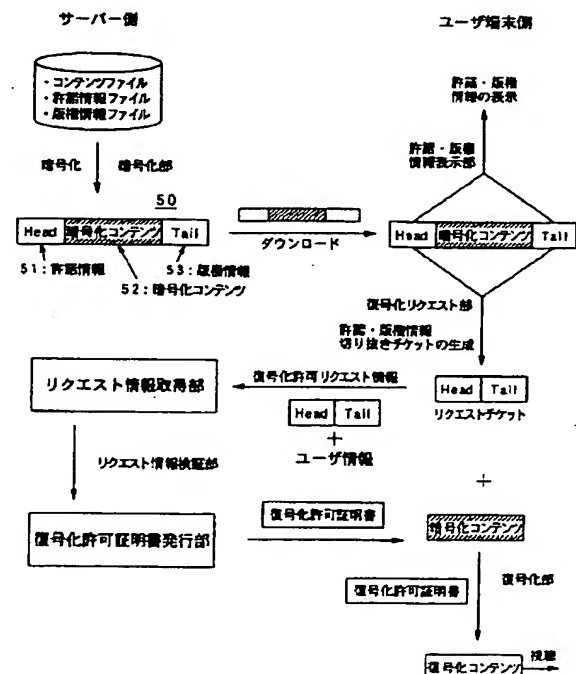 サーバー側
ユーザ端末側
・コンテンツファイル
・許諾情報ファイル
・版権情報ファイル
許諾・版権
情報の表示
暗号化
暗号化部
許諾・版権
情報表示部
50
Head
暗号化コンテンツ
Tail
ダウンロード
Head
暗号化コンテンツ
Tail
51:許諾情報
53:版権情報
52:暗号化コンテンツ
復号化リクエスト部
許諾・版権情報
切り抜きチケットの生成
リクエスト情報取得部
復号化許可リクエスト情報
Head
Tail
Head
Tail
リクエストチケット
+
ユーザ情報
リクエスト情報検証部
+
復号化許可証明書発行部
復号化許可証明書
暗号化コンテンツ
復号化許可証明書
復号化部
復号化コンテンツ
視聴